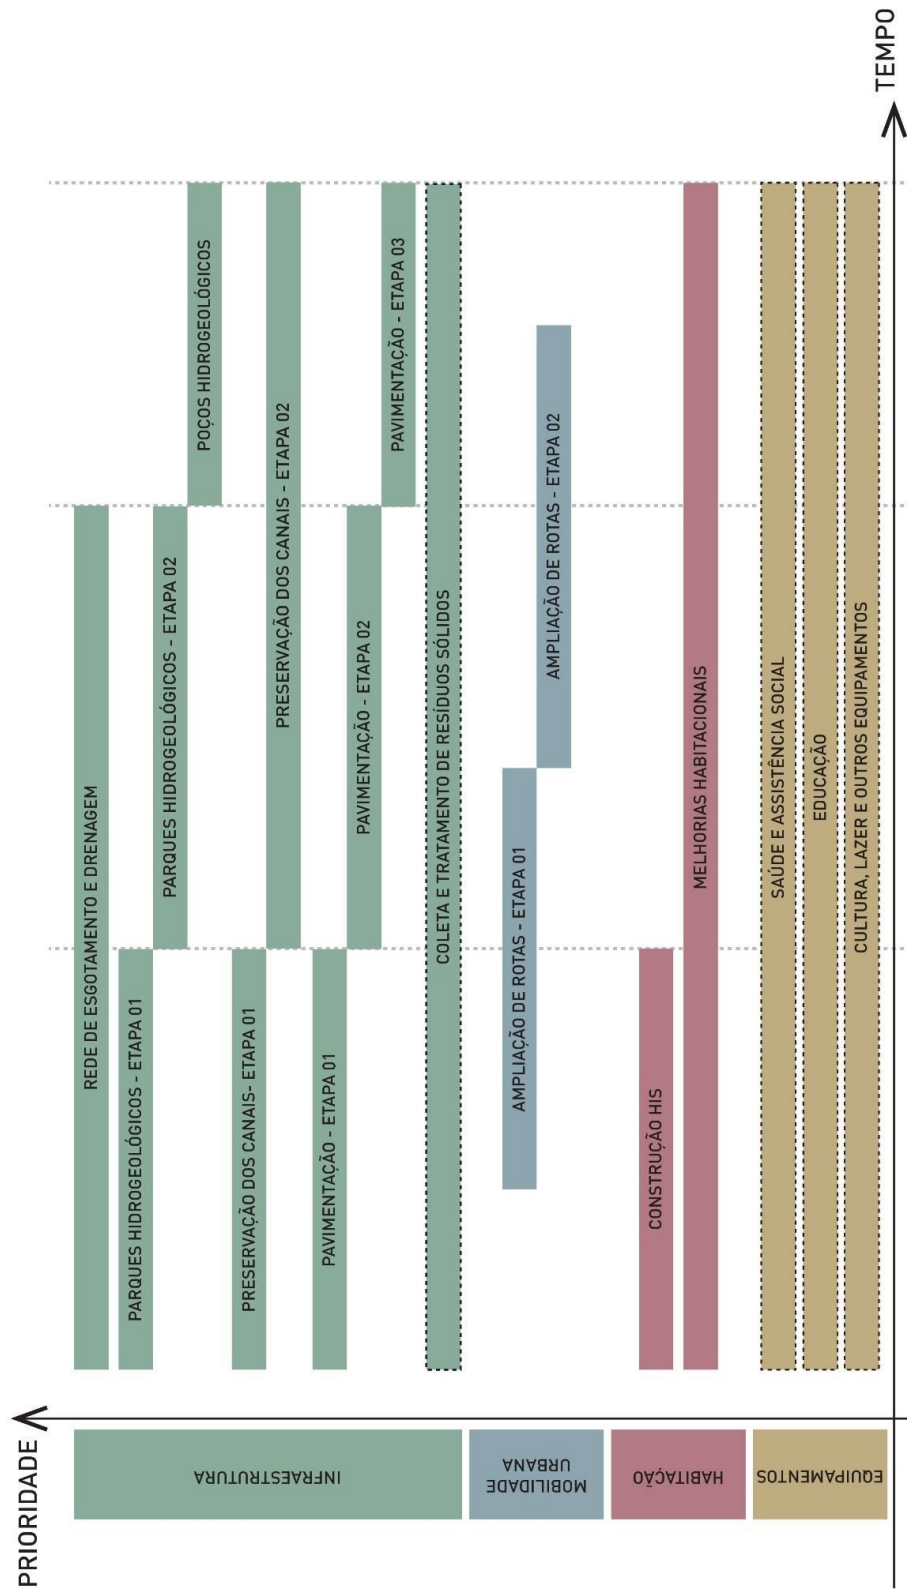 PRIORIDADE
INFRAESTRUTURA
REDE DE ESGOTAMENTO E DRENAGEM
PARQUES HIDROGEOLÓGICOS - ETAPA 01
PARQUES HIDROGEOLÓGICOS - ETAPA 02
POÇOS HIDROGEOLÓGICOS
PRESERVAÇÃO DOS CANAIS- ETAPA 01
PRESERVAÇÃO DOS CANAIS - ETAPA 02
PAVIMENTAÇÃO - ETAPA 01
PAVIMENTAÇÃO - ETAPA 02
PAVIMENTAÇÃO - ETAPA 03
COLETA E TRATAMENTO DE RESÍDUOS SÓLIDOS
MOBILIDADE
URBANA
AMPLIAÇÃO DE ROTAS - ETAPA 01
AMPLIAÇÃO DE ROTAS - ETAPA 02
HABITAÇÃO
CONSTRUÇÃO HIS
MELHORIAS HABITACIONAIS
EQUIPAMENTOS
SAÚDE E ASSISTÊNCIA SOCIAL
EDUCAÇÃO
CULTURA, LAZER E OUTROS EQUIPAMENTOS
TEMPO